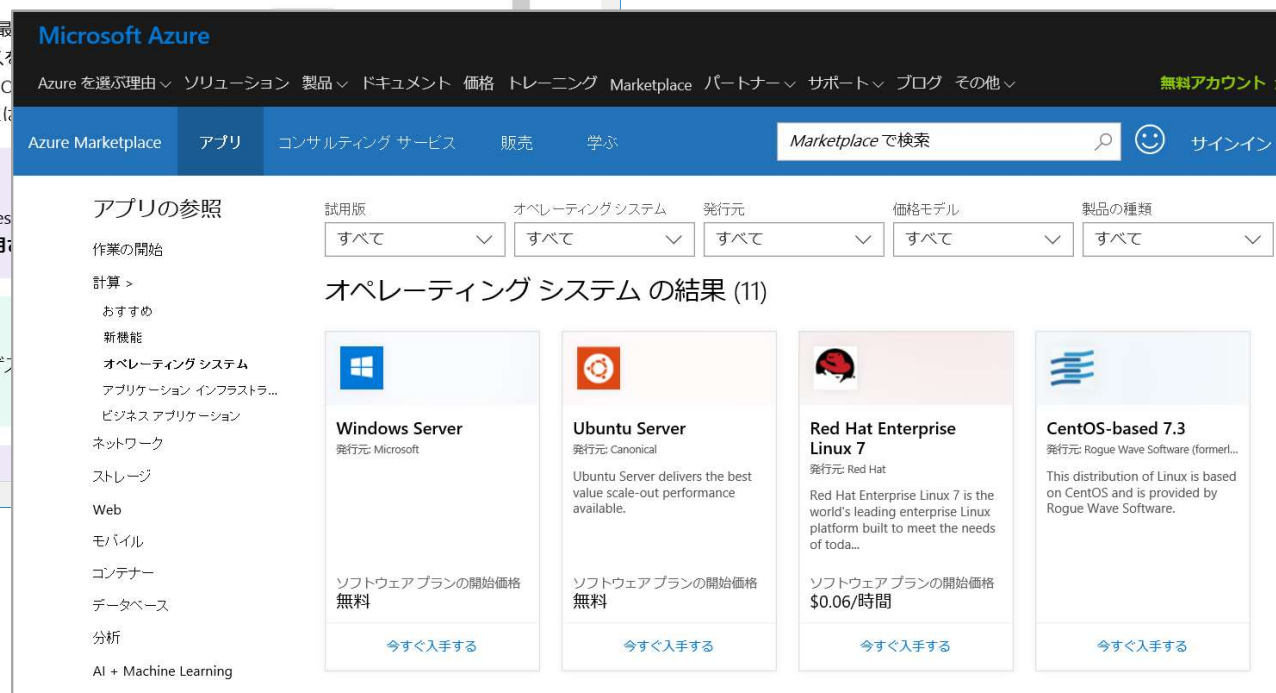 Microsoft Azure
Azure を選ぶ理由 ソリューション 製品 ドキュメント 価格 トレーニング Marketplace パートナー サポート ブログ その他 無料アカウント
Azure Marketplace アプリ コンサルティング サービス 販売 学ぶ Marketplace で検索 サインイン
アプリの参照
作業の開始
計算 >
おすすめ
新機能
オペレーティング システム
アプリケーション インフラストラ...
ビジネス アプリケーション
ネットワーク
ストレージ
Web
モバイル
コンテナー
データベース
分析
AI + Machine Learning
試用版 オペレーティング システム 発行元 価格モデル 製品の種類
すべて すべて すべて すべて すべて
オペレーティング システム の結果 (11)
Windows Server
発行元: Microsoft
ソフトウェア プランの開始価格
無料
今すぐ入手する
Ubuntu Server
発行元: Canonical
Ubuntu Server delivers the best
value scale-out performance
available.
ソフトウェア プランの開始価格
無料
今すぐ入手する
Red Hat Enterprise
Linux 7
発行元: Red Hat
Red Hat Enterprise Linux 7 is the
world's leading enterprise Linux
platform built to meet the needs
of toda...
ソフトウェア プランの開始価格
$0.06/時間
今すぐ入手する
CentOS-based 7.3
発行元: Rogue Wave Software (formerl...
This distribution of Linux is based
on CentOS and is provided by
Rogue Wave Software.
今すぐ入手する